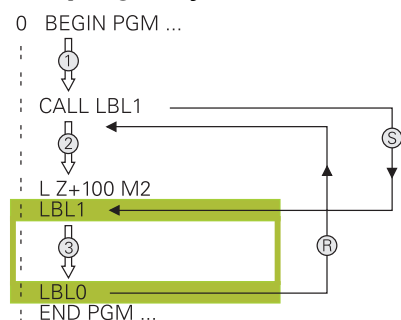 0 BEGIN PGM ...
1
CALL LBL1
S
2
L Z+100 M2
LBL1
3
R
LBL0
END PGM ...